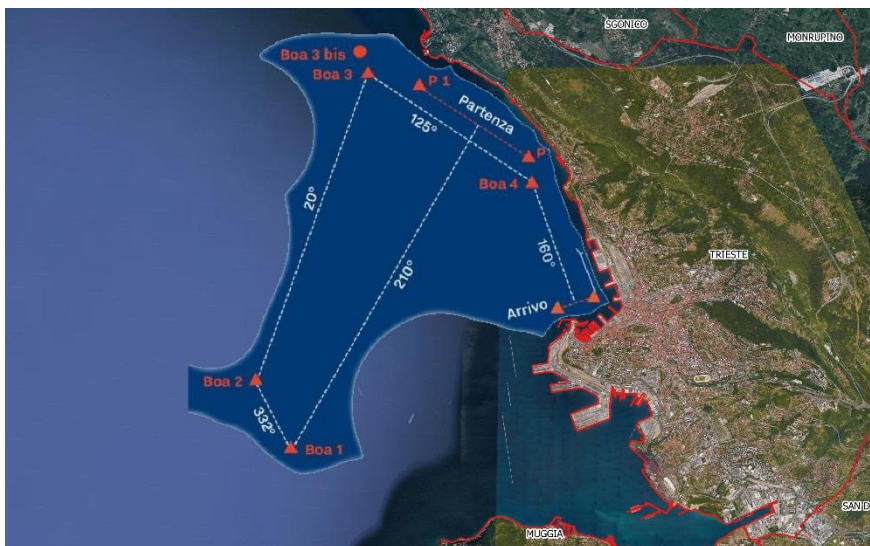 SGONICO
MONRUPINO
Boa 3 bis
Boa 3
P 1
Partenza
125°
P
Boa 4
20°
210°
160°
TRIESTE
Arrivo
Boa 2
332°
Boa 1
SAN D
MUGGIA